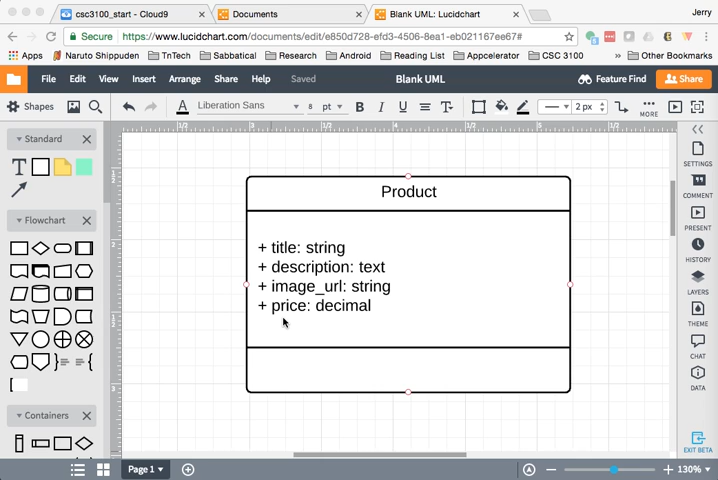 csc3100_start - Cloud9
Documents
Blank UML: Lucidchart
Jerry
Secure
https://www.lucidchart.com/documents/edit/e850d728-efd3-4506-8ea1-eb021167ee67#
Apps
Naruto Shippuden
TnTech
Sabbatical
Research
Android
Reading List
Appcelerator
CSC 3100
»
Other Bookmarks
File
Edit
View
Insert
Arrange
Share
Help
Saved
Blank UML
Feature Find
Share
Shapes
Liberation Sans
8 pt
B
I
U
2 px
MORE
Standard
Flowchart
Containers
Product
+ title: string
+ description: text
+ image_url: string
+ price: decimal
SETTINGS
COMMENT
PRESENT
HISTORY
LAYERS
THEME
CHAT
DATA
EXIT BETA
Page 1
130%